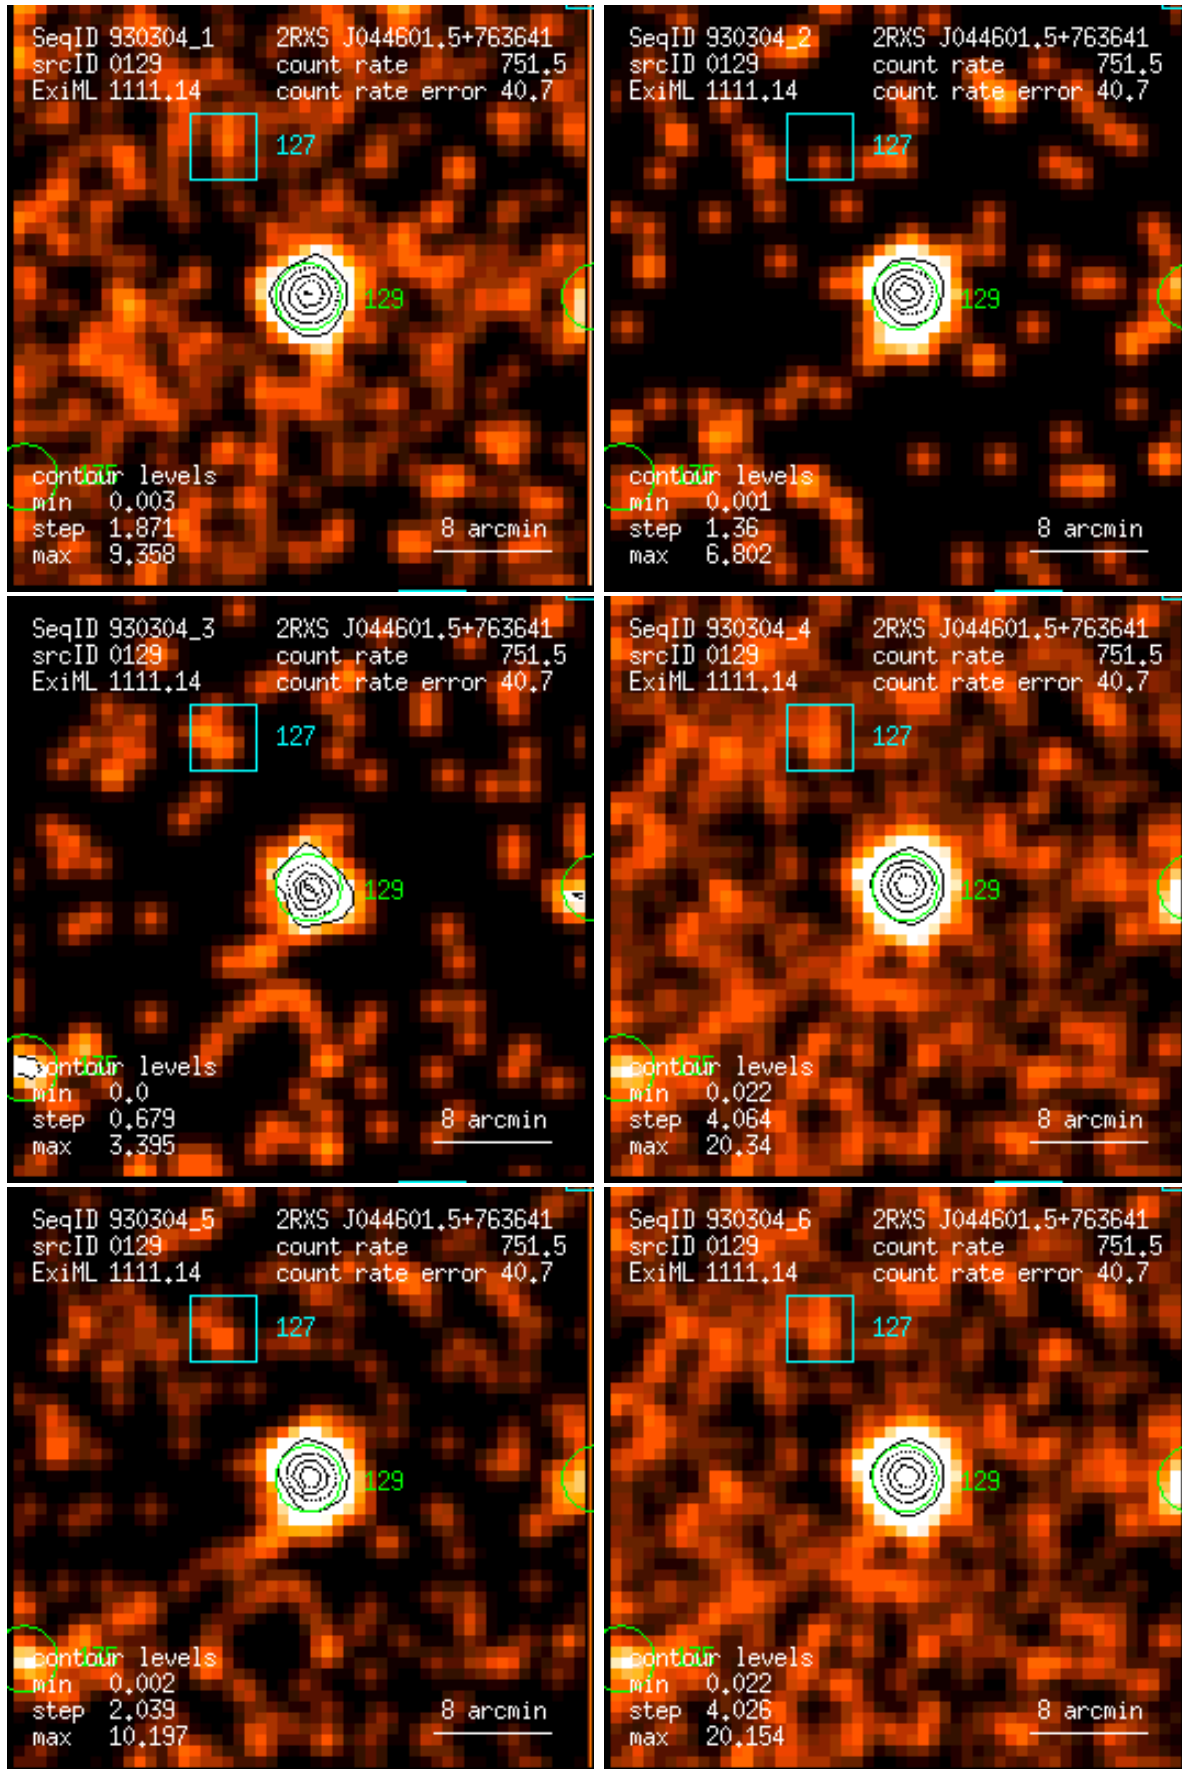 SeqID 930304_1 2RXS J044601.5+763641
srcID 0129 count rate 751.5
ExiML 1111.14 count rate error 40.7
127
129
175
contour levels
min 0.003
step 1.871 8 arcmin
max 9.358
SeqID 930304_2 2RXS J044601.5+763641
srcID 0129 count rate 751.5
ExiML 1111.14 count rate error 40.7
127
129
175
contour levels
min 0.001
step 1.36 8 arcmin
max 6.802
SeqID 930304_3 2RXS J044601.5+763641
srcID 0129 count rate 751.5
ExiML 1111.14 count rate error 40.7
127
129
175
contour levels
min 0.0
step 0.679 8 arcmin
max 3.395
SeqID 930304_4 2RXS J044601.5+763641
srcID 0129 count rate 751.5
ExiML 1111.14 count rate error 40.7
127
129
175
contour levels
min 0.022
step 4.064 8 arcmin
max 20.34
SeqID 930304_5 2RXS J044601.5+763641
srcID 0129 count rate 751.5
ExiML 1111.14 count rate error 40.7
127
129
175
contour levels
min 0.002
step 2.039 8 arcmin
max 10.197
SeqID 930304_6 2RXS J044601.5+763641
srcID 0129 count rate 751.5
ExiML 1111.14 count rate error 40.7
127
129
175
contour levels
min 0.022
step 4.026 8 arcmin
max 20.154